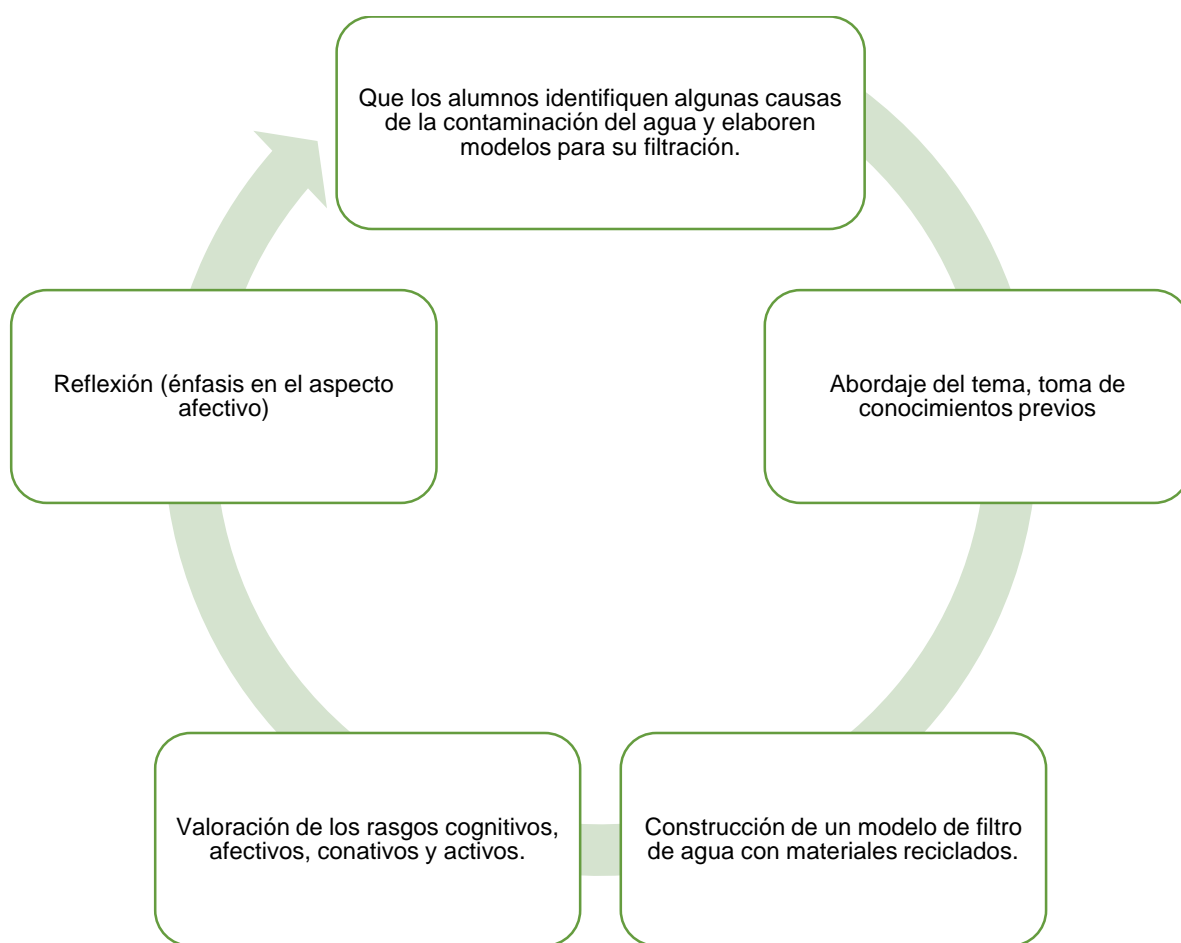 Que los alumnos identifiquen algunas causas
de la contaminación del agua y elaboren
modelos para su filtración.
Abordaje del tema, toma de
conocimientos previos
Construcción de un modelo de filtro
de agua con materiales reciclados.
Valoración de los rasgos cognitivos,
afectivos, conativos y activos.
Reflexión (énfasis en el aspecto
afectivo)